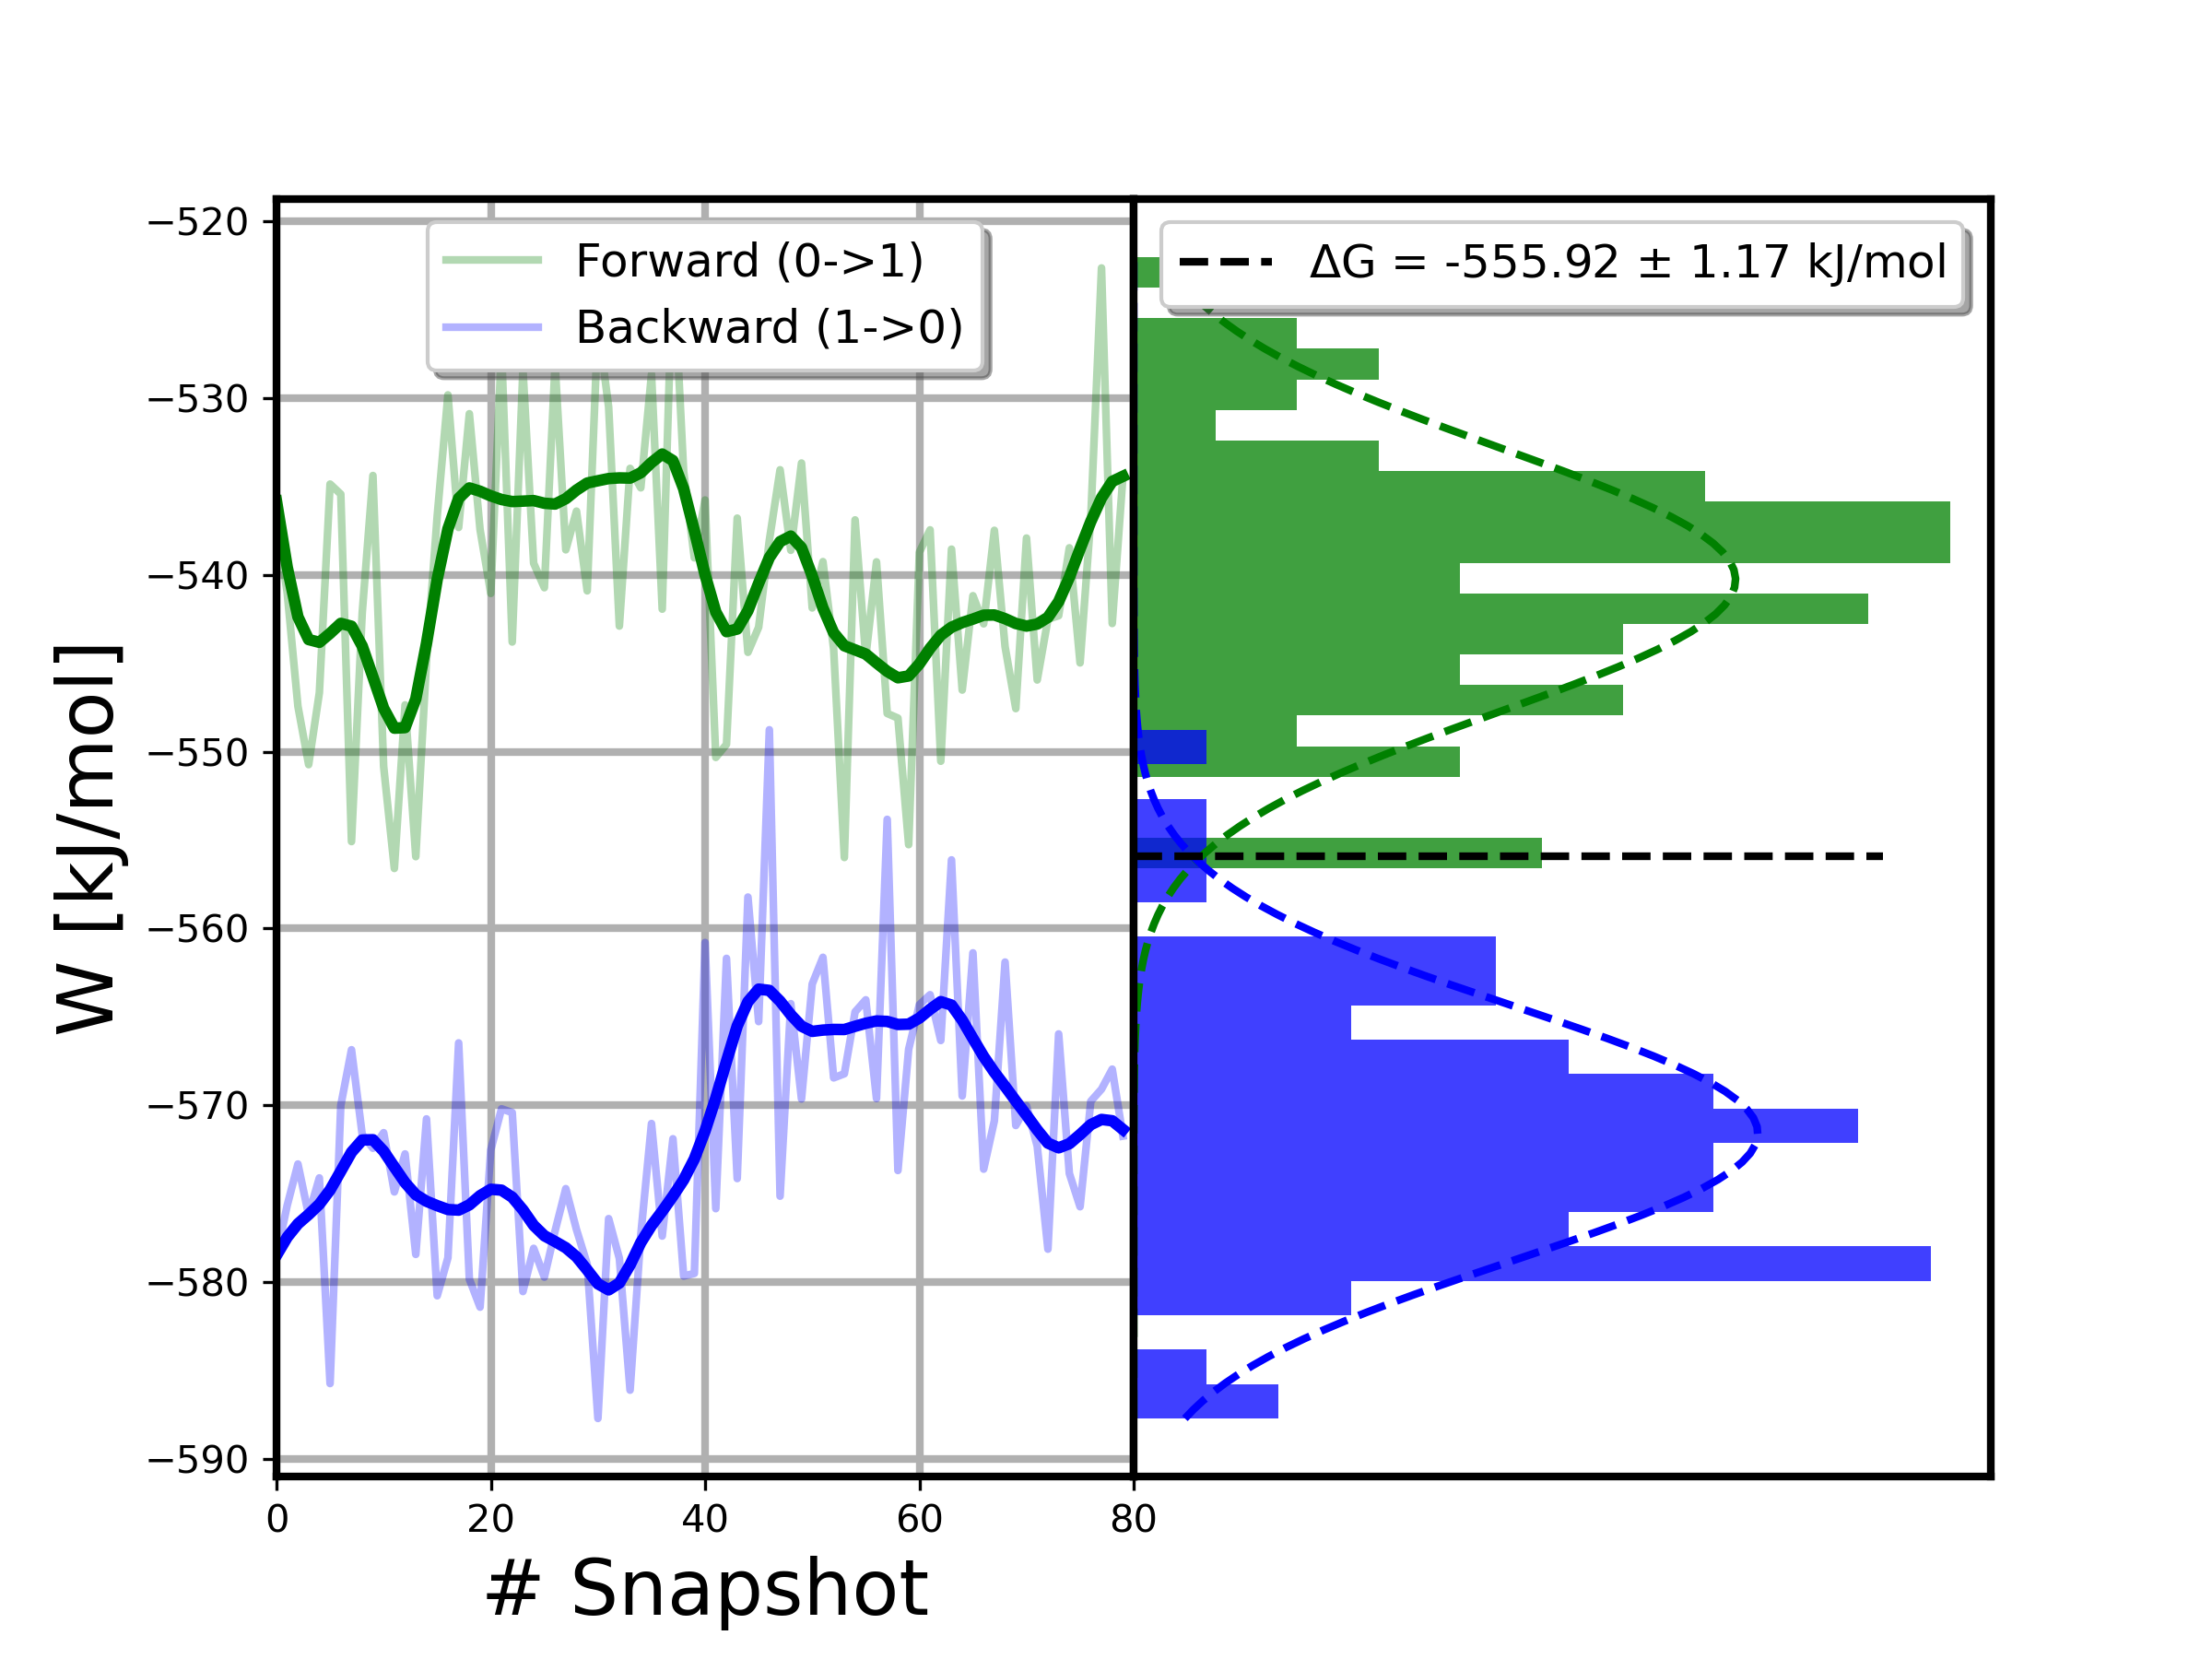 Forward (0->1)
Backward (1->0)
ΔG = -555.92 ± 1.17 kJ/mol
W [kJ/mol]
−520
−530
−540
−550
−560
−570
−580
−590
0 20 40 60 80
# Snapshot